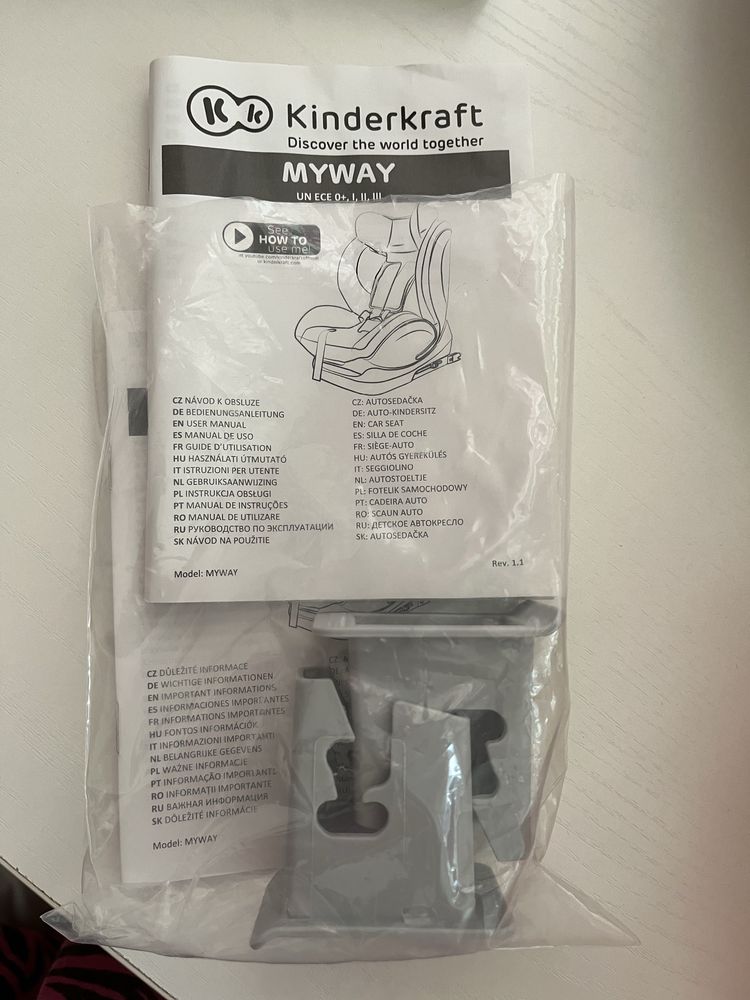 Kinderkraft
Discover the world together
MYWAY
UN ECE 0+, I, II, III
See
HOW TO
use me!
or kinderkraft.com
CZ NÁVOD K OBSLUZE
DE BEDIENUNGSANLEITUNG
EN USER MANUAL
ES MANUAL DE USO
FR GUIDE D'UTILISATION
HU HASZNÁLATI ÚTMUTATÓ
IT ISTRUZIONI PER UTENTE
NL GEBRUIKSAANWIJZING
PL INSTRUKCJA OBSŁUGI
PT MANUAL DE INSTRUÇÕES
RO MANUAL DE UTILIZARE
RU РУКОВОДСТВО ПО ЭКСПЛУАТАЦИИ
SK NÁVOD NA POUŽITIE
CZ: AUTOSEDAČKA
DE: AUTO-KINDERSITZ
EN: CAR SEAT
ES: SILLA DE COCHE
FR: SIÈGE-AUTO
HU: AUTÓS GYEREKÜLÉS
IT: SEGGIOLINO
NL: AUTOSTOELTJE
PL: FOTELIK SAMOCHODOWY
PT: CADEIRA AUTO
RO: SCAUN AUTO
RU: ДЕТСКОЕ АВТОКРЕСЛО
SK: AUTOSEDAČKA
Model: MYWAY
Rev. 1.1
CZ DŮLEŽITÉ INFORMACE
DE WICHTIGE INFORMATIONEN
EN IMPORTANT INFORMATIONS
ES INFORMACIONES IMPORTANTES
FR INFORMATIONS IMPORTANTES
HU FONTOS INFORMÁCIÓK
IT INFORMAZIONI IMPORTANTI
NL BELANGRIJKE GEGEVENS
PL WAŻNE INFORMACJE
PT INFORMAÇÃO IMPORTANTE
RO INFORMAȚII IMPORTANTE
RU ВАЖНАЯ ИНФОРМАЦИЯ
SK DÔLEŽITÉ INFORMÁCIE
Model: MYWAY